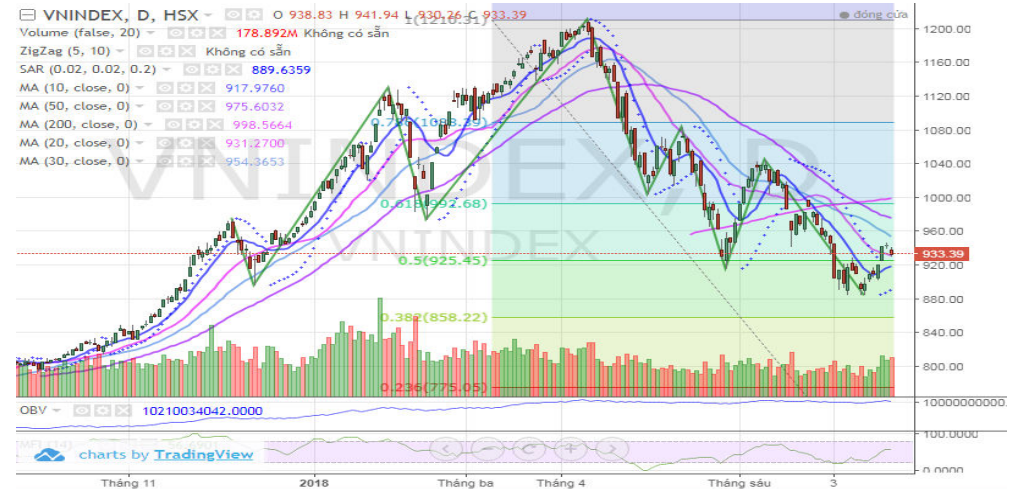 VNINDEX, D, HSX O 938.83 H 941.94 L 930.26 C 933.39
đóng cửa
Volume (false, 20) 178.892M Không có sẵn
ZigZag (5, 10) Không có sẵn
SAR (0.02, 0.02, 0.2) 889.6359
MA (10, close, 0) 917.9760
MA (50, close, 0) 975.6032
MA (200, close, 0) 998.5664
MA (20, close, 0) 931.2700
MA (30, close, 0) 954.3653
1(1210.31)
0.618(992.68)
0.5(925.45)
0.382(858.22)
0.236(775.05)
VNINDEX, D
VNINDEX
1200.00
1160.00
1120.00
1080.00
1040.00
1000.00
960.00
933.39
920.00
880.00
840.00
800.00
OBV 10210034042.0000
10000000000.
MFI (14) 56.6901
100.0000
0.0000
charts by TradingView
Tháng 11 2018 Tháng ba Tháng 4 Tháng sáu 3